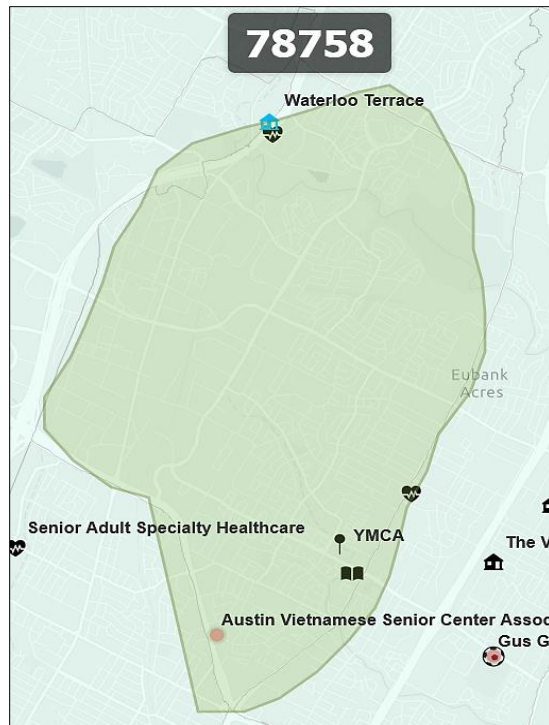 78758
Waterloo Terrace
Eubank
Acres
Senior Adult Specialty Healthcare
YMCA
The V
Austin Vietnamese Senior Center Assoc
Gus G